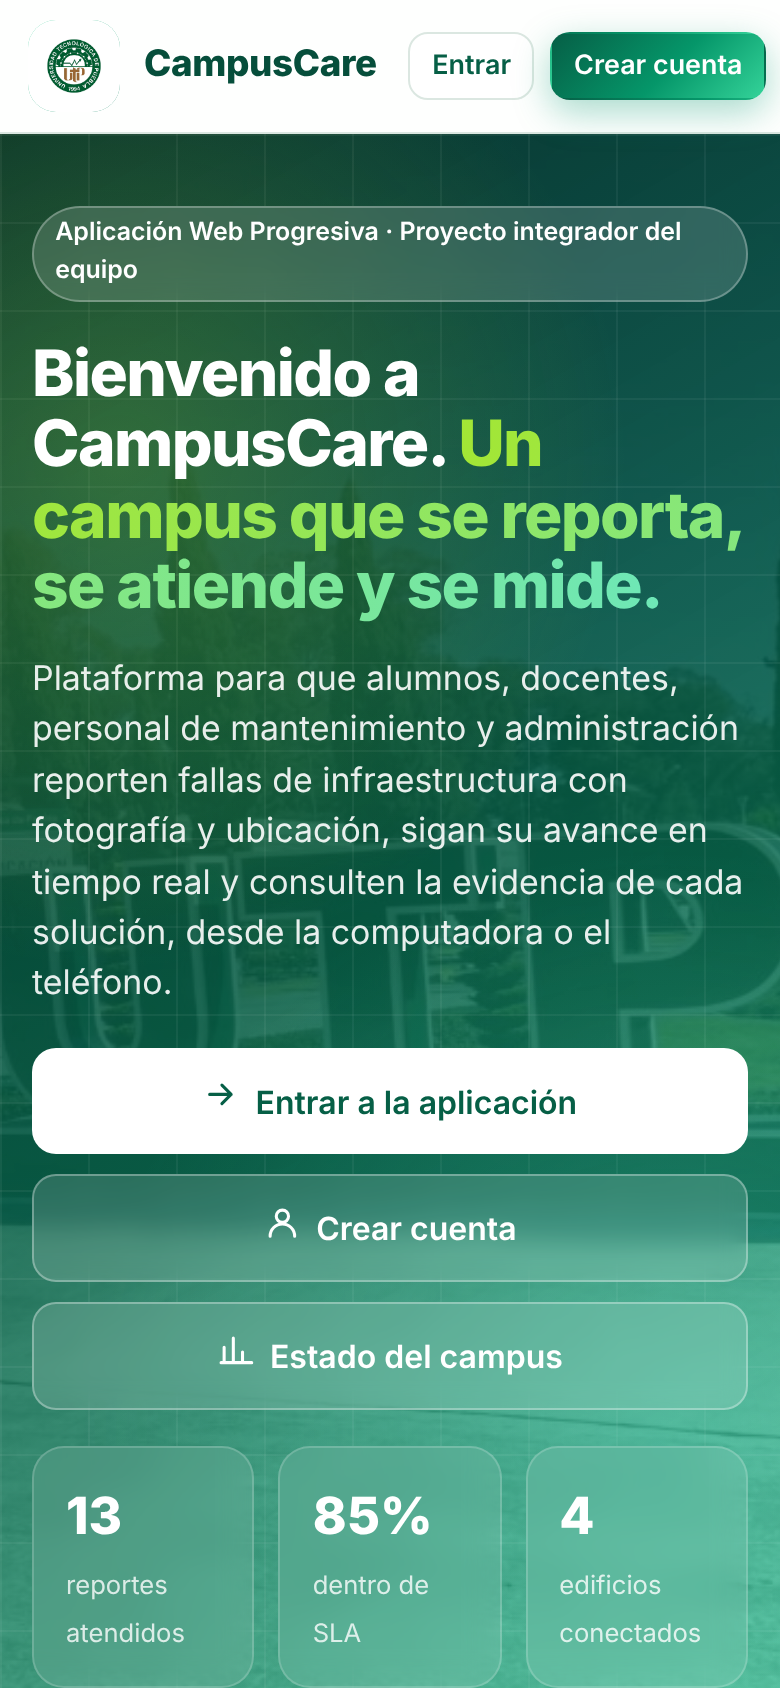 CampusCare
Entrar
Crear cuenta
Aplicación Web Progresiva · Proyecto integrador del
equipo
Bienvenido a
CampusCare. Un
campus que se reporta,
se atiende y se mide.
Plataforma para que alumnos, docentes,
personal de mantenimiento y administración
reporten fallas de infraestructura con
fotografía y ubicación, sigan su avance en
tiempo real y consulten la evidencia de cada
solución, desde la computadora o el
teléfono.
Entrar a la aplicación
Crear cuenta
Estado del campus
13
reportes
atendidos
85%
dentro de
SLA
4
edificios
conectados
UTP